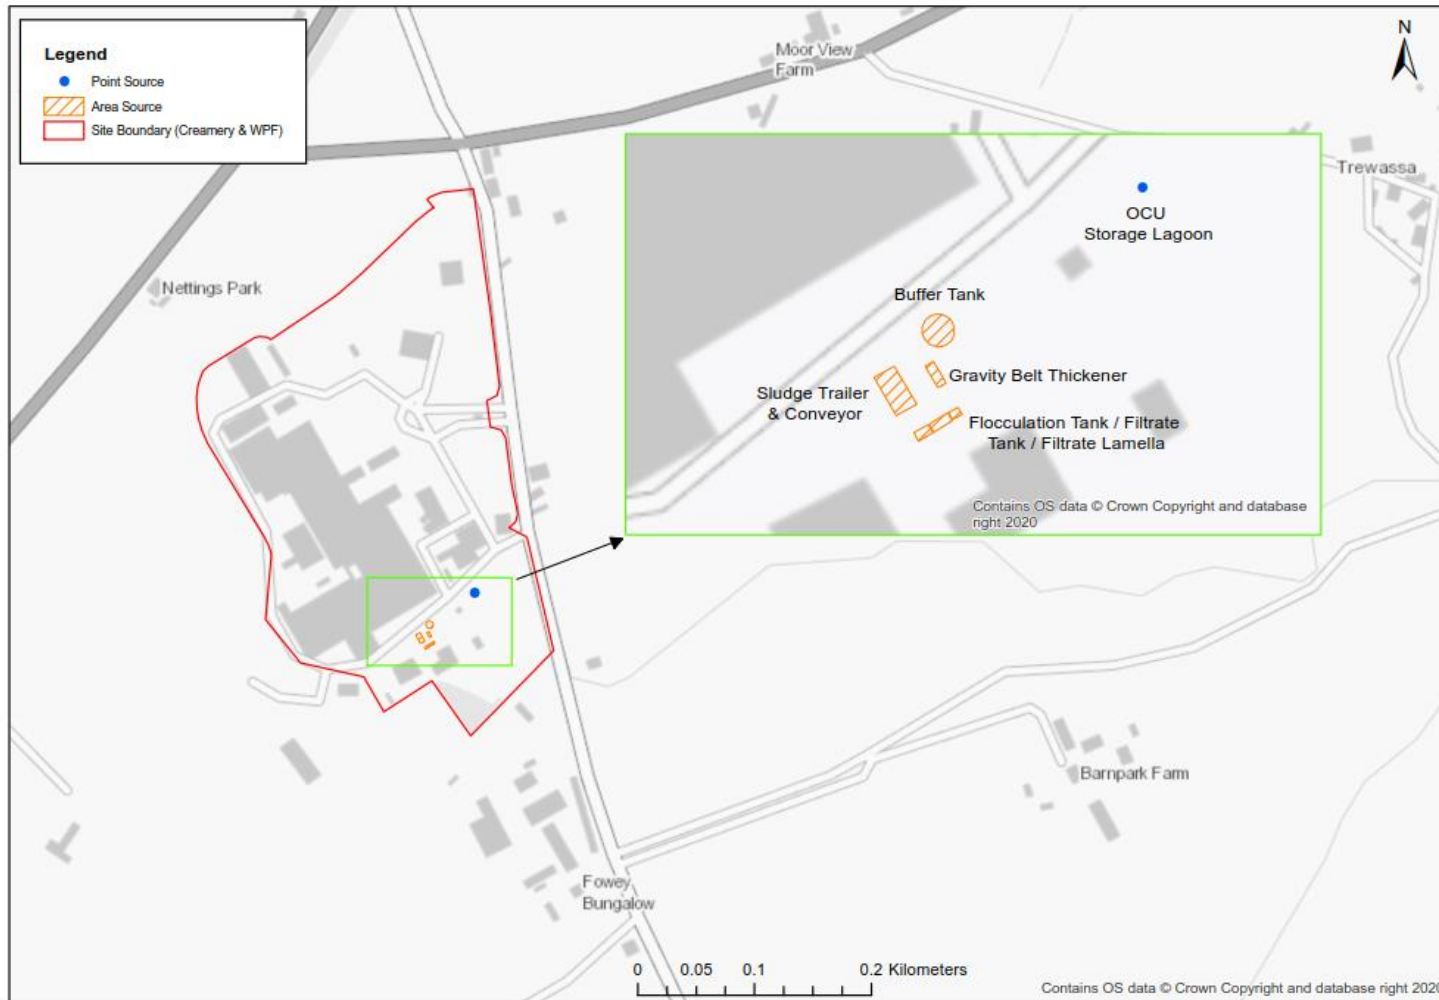 Legend
Point Source
Area Source
Site Boundary (Creamery & WPF)
N
Moor View
Farm
Trewassa
Nettings Park
OCU
Storage Lagoon
Buffer Tank
Gravity Belt Thickener
Sludge Trailer
& Conveyor
Flocculation Tank / Filtrate
Tank / Filtrate Lamella
Contains OS data © Crown Copyright and database
right 2020
Barnpark Farm
Fowey
Bungalow
0 0.05 0.1 0.2 Kilometers
Contains OS data © Crown Copyright and database right 2020